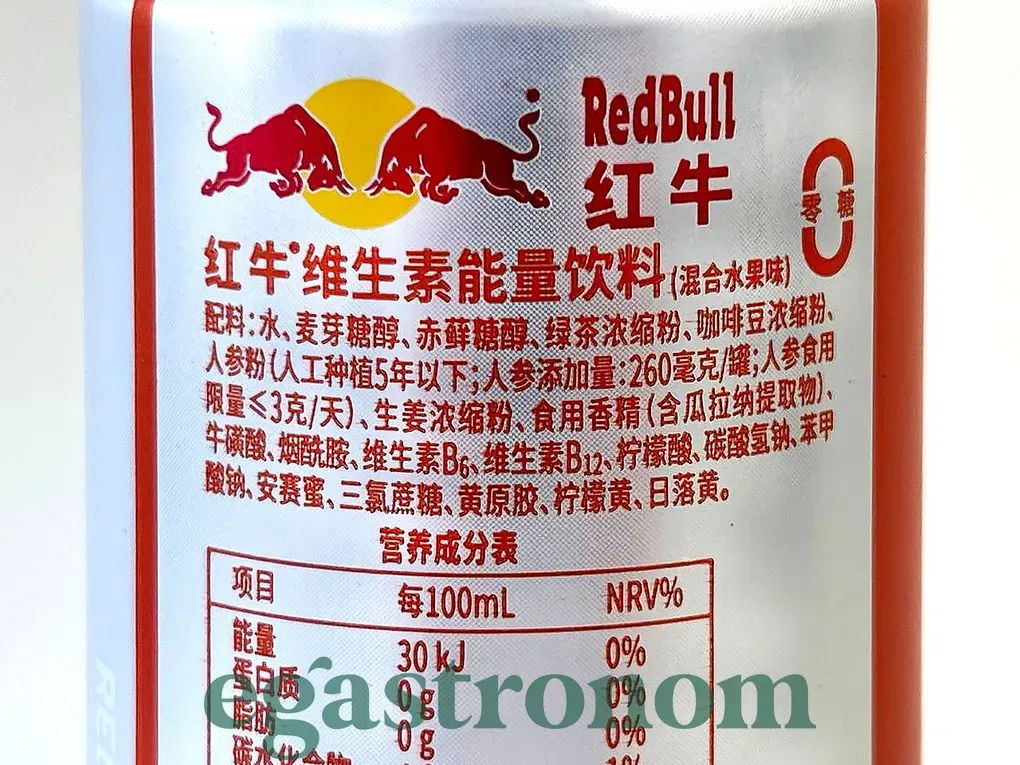 RedBull
红牛
0
零糖
红牛®维生素能量饮料(混合水果味)
配料:水、麦芽糖醇、赤藓糖醇、绿茶浓缩粉、咖啡豆浓缩粉、
人参粉(人工种植5年以下;人参添加量:260毫克/罐;人参食用
限量≤3克/天)、生姜浓缩粉、食用香精(含瓜拉纳提取物)、
牛磺酸、烟酰胺、维生素B6、维生素B12、柠檬酸、碳酸氢钠、苯甲
酸钠、安赛蜜、三氯蔗糖、黄原胶、柠檬黄、日落黄。
营养成分表
项目 每100mL NRV%
能量 30 kJ 0%
蛋白质 0 g 0%
脂肪 0 g 0%
碳水化合物
egastronom